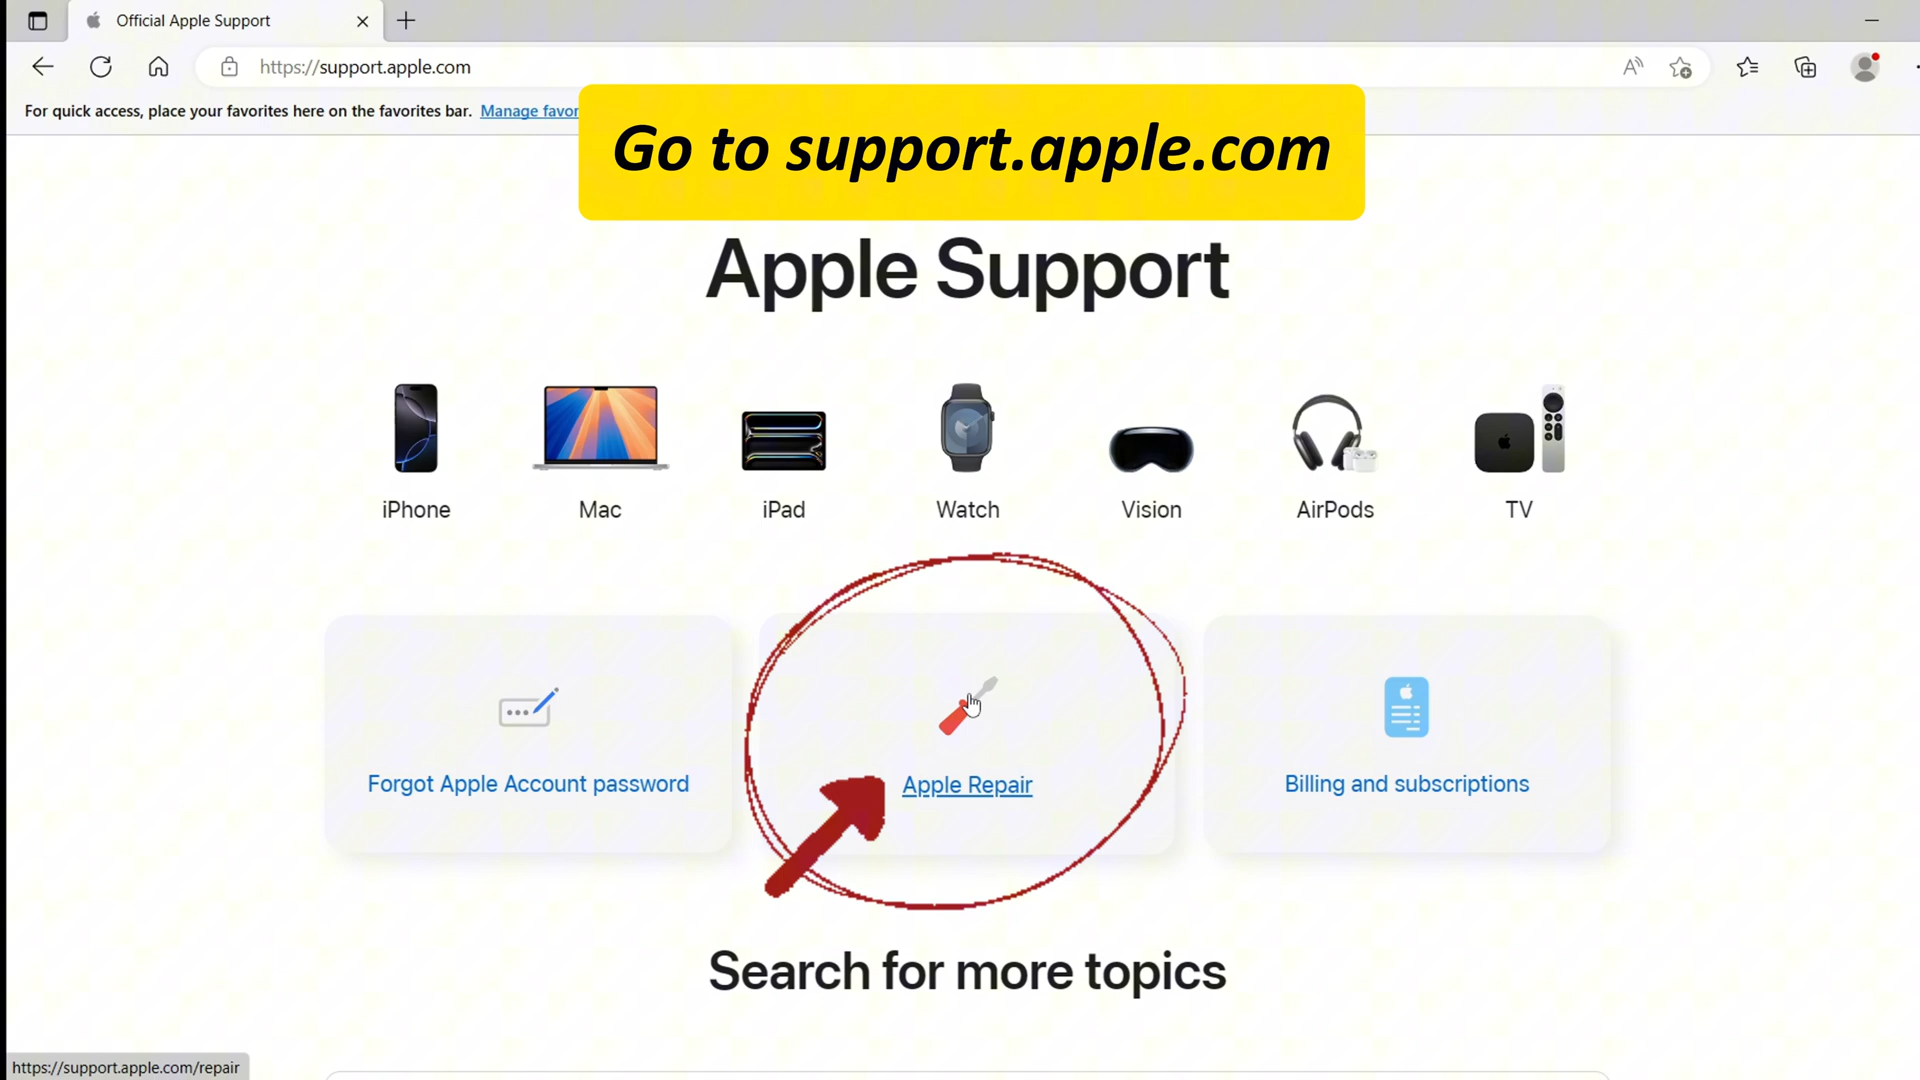 Official Apple Support
https://support.apple.com
For quick access, place your favorites here on the favorites bar. Manage favor
Go to support.apple.com
Apple Support
iPhone
Mac
iPad
Watch
Vision
AirPods
TV
Forgot Apple Account password
Apple Repair
Billing and subscriptions
Search for more topics
https://support.apple.com/repair